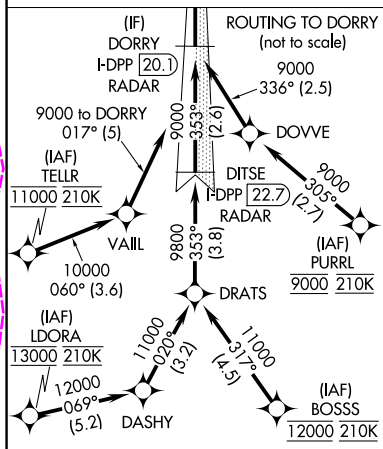 (IF)
DORRY
I-DPP 20.1
RADAR
ROUTING TO DORRY
(not to scale)
9000
336° (2.5)
9000 to DORRY
017° (5)
9000
353°
(2.6)
DOVVE
(IAF)
TELLR
11000 210K
VAIIL
10000
060° (3.6)
DITSE
I-DPP 22.7
RADAR
9000
305°
(2.7)
(IAF)
PURRL
9000 210K
9800
353°
(3.8)
DRATS
(IAF)
LDORA
13000 210K
12000
069°
(5.2)
DASHY
11000
020°
(3.2)
11000
317°
(4.5)
(IAF)
BOSSS
12000 210K